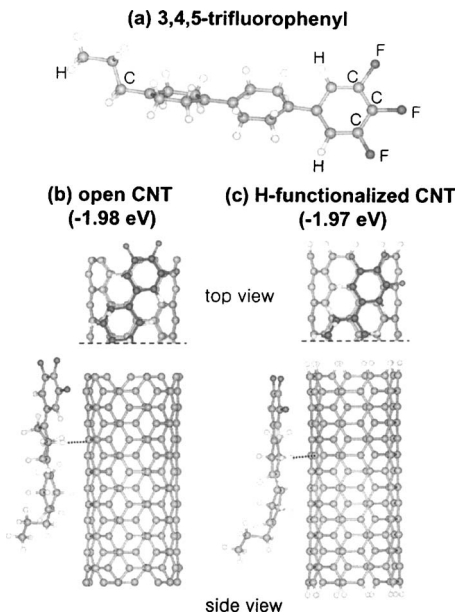 (a) 3,4,5-trifluorophenyl
H
C
H
H
C
C
C
F
F
F
(b) open CNT
(-1.98 eV)
(c) H-functionalized CNT
(-1.97 eV)
top view
side view